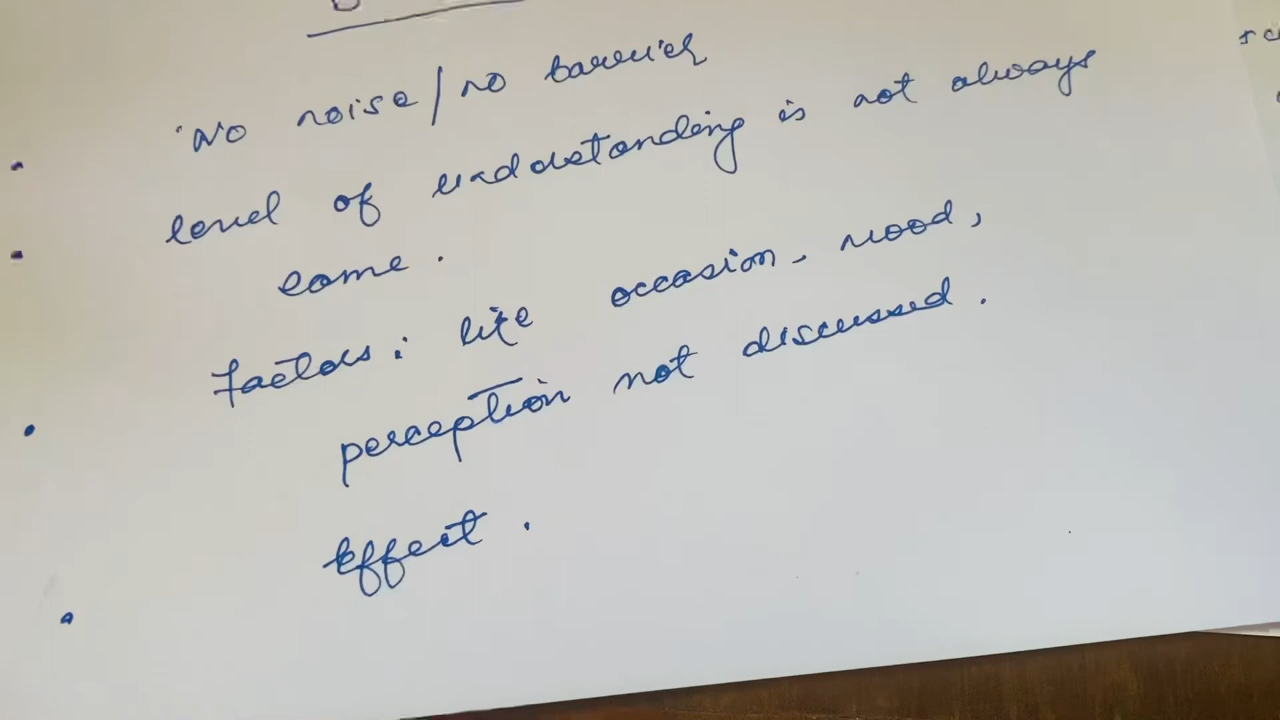 No noise/no barrier
level of understanding is not always
same.
Factors: like occasion, mood,
perception not discussed.
Effect.